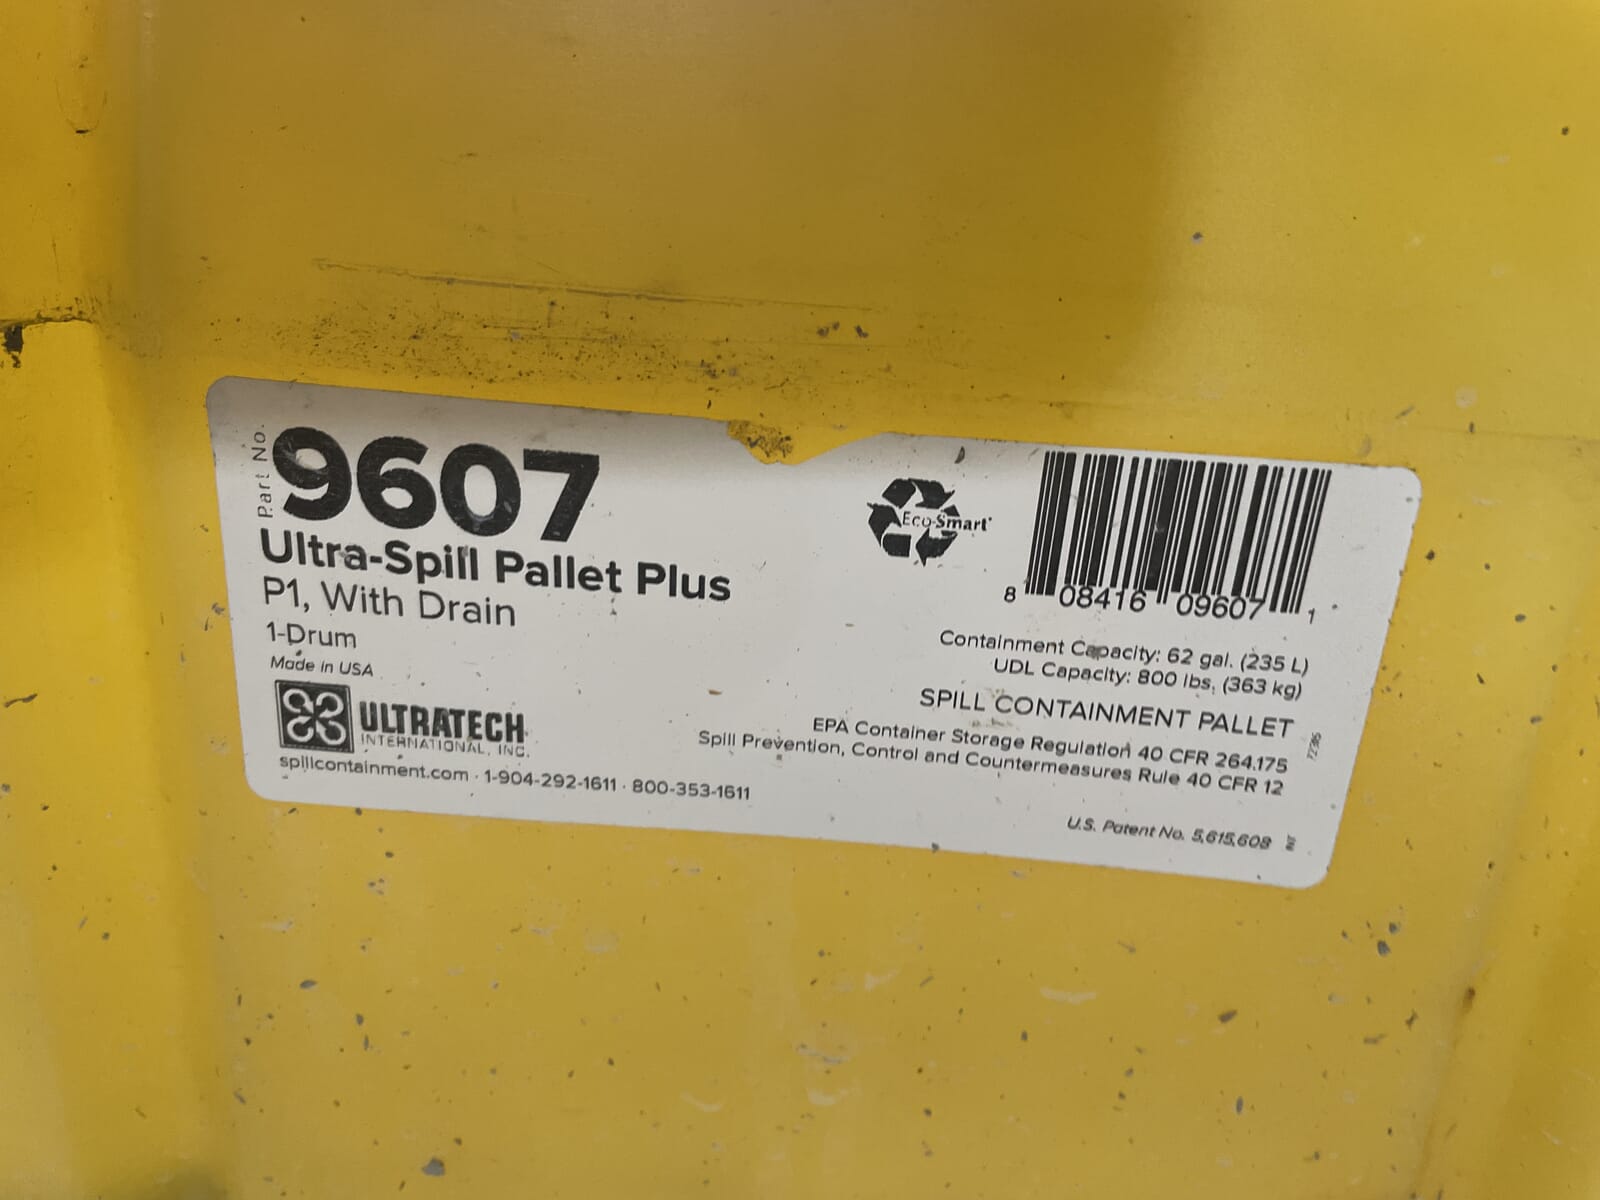 Part No.
9607
Ultra-Spill Pallet Plus
P1, With Drain
1-Drum
Made in USA
ULTRATECH
INTERNATIONAL, INC.
spillcontainment.com · 1-904-292-1611 · 800-353-1611
Eco-Smart®
8 08416 09607 1
Containment Capacity: 62 gal. (235 L)
UDL Capacity: 800 lbs. (363 kg)
SPILL CONTAINMENT PALLET
EPA Container Storage Regulation 40 CFR 264.175
Spill Prevention, Control and Countermeasures Rule 40 CFR 12
U.S. Patent No. 5,615,608